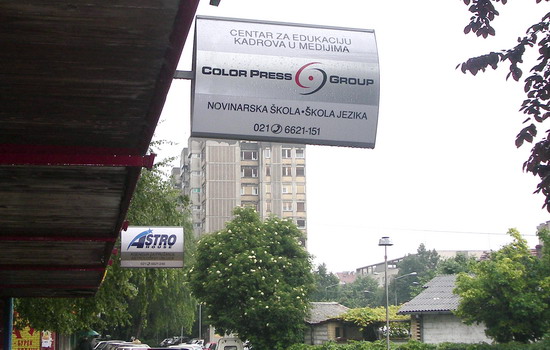 CENTAR ZA EDUKACIJU
KADROVA U MEDIJIMA
COLOR PRESS GROUP
NOVINARSKA ŠKOLA • ŠKOLA JEZIKA
021 6621-151
ASTRO